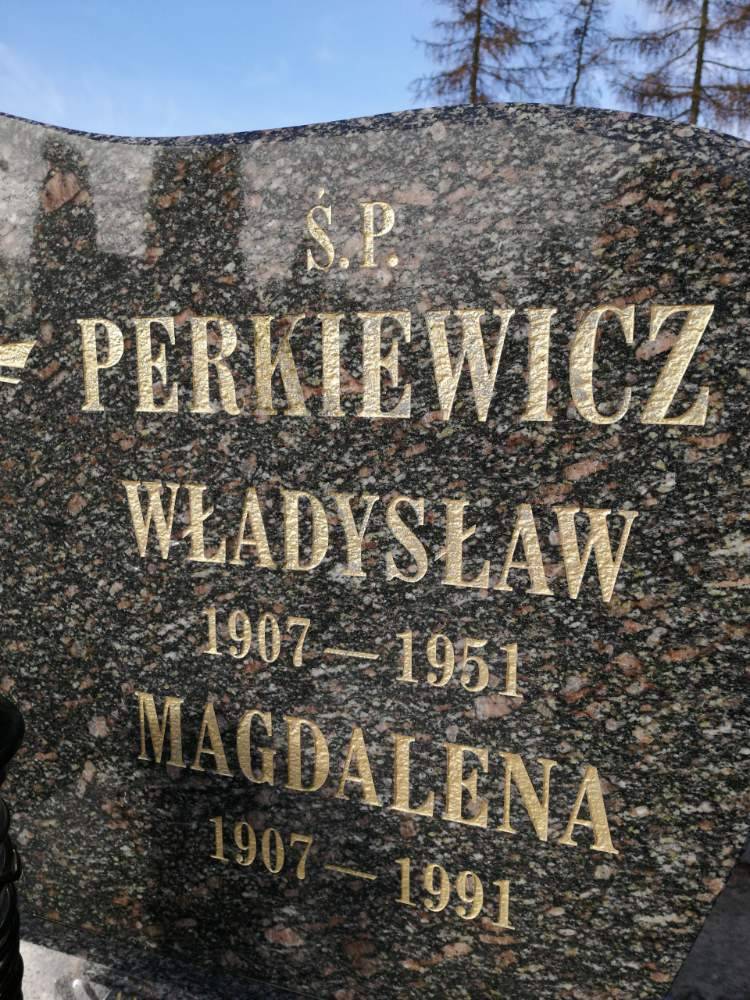 Ś.P.
PERKIEWICZ
WŁADYSŁAW
1907 — 1951
MAGDALENA
1907 — 1991